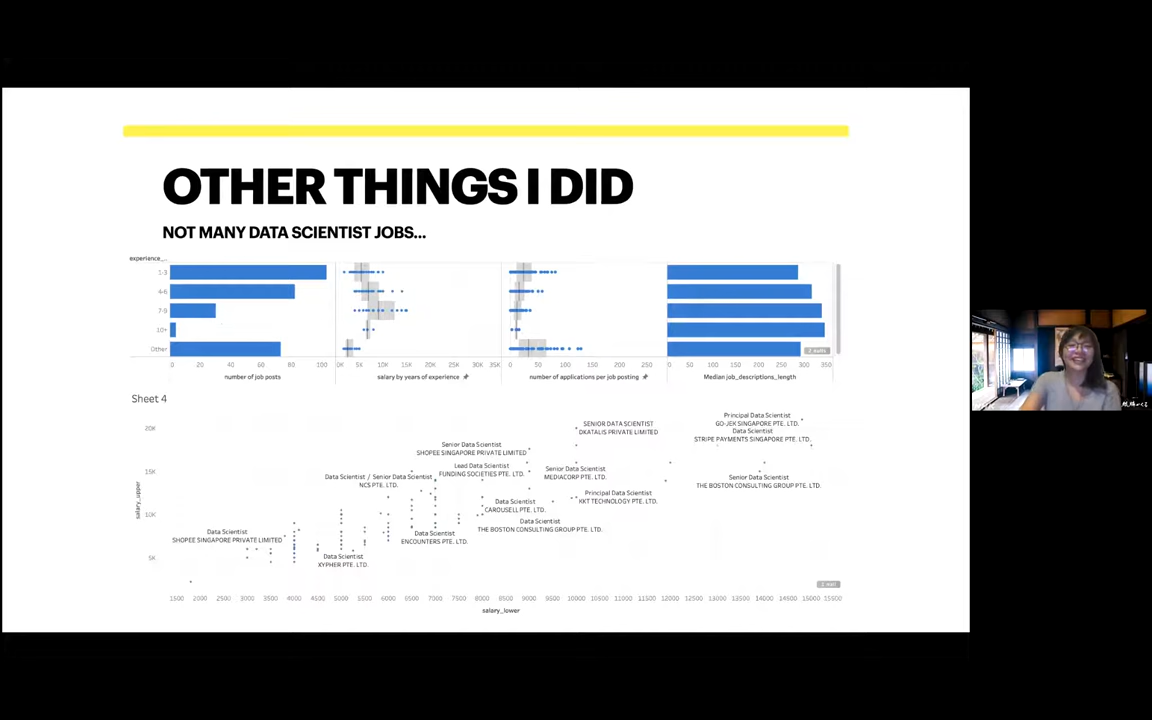 OTHER THINGS I DID
NOT MANY DATA SCIENTIST JOBS...
experience_...
1-3
4-6
7-9
10+
Other
0 20 40 60 80 100
number of job posts
0K 5K 10K 15K 20K 25K 30K 35K
salary by years of experience
0 50 100 150 200 250
number of applications per job posting
0 50 100 150 200 250 300 350
Median job_descriptions_length
2 nulls
Sheet 4
salary_upper
20K
15K
10K
5K
Principal Data Scientist
GO-JEK SINGAPORE PTE. LTD.
Data Scientist
STRIPE PAYMENTS SINGAPORE PTE. LTD.
SENIOR DATA SCIENTIST
DKATALIS PRIVATE LIMITED
Senior Data Scientist
SHOPEE SINGAPORE PRIVATE LIMITED
Lead Data Scientist
FUNDING SOCIETIES PTE. LTD.
Senior Data Scientist
MEDIACORP PTE. LTD.
Data Scientist / Senior Data Scientist
NCS PTE. LTD.
Senior Data Scientist
THE BOSTON CONSULTING GROUP PTE. LTD.
Principal Data Scientist
KKT TECHNOLOGY PTE. LTD.
Data Scientist
CAROUSELL PTE. LTD.
Data Scientist
THE BOSTON CONSULTING GROUP PTE. LTD.
Data Scientist
SHOPEE SINGAPORE PRIVATE LIMITED
Data Scientist
ENCOUNTERS PTE. LTD.
Data Scientist
XYPHER PTE. LTD.
1 null
1500 2000 2500 3000 3500 4000 4500 5000 5500 6000 6500 7000 7500 8000 8500 9000 9500 10000 10500 11000 11500 12000 12500 13000 13500 14000 14500 15000 15500
salary_lower